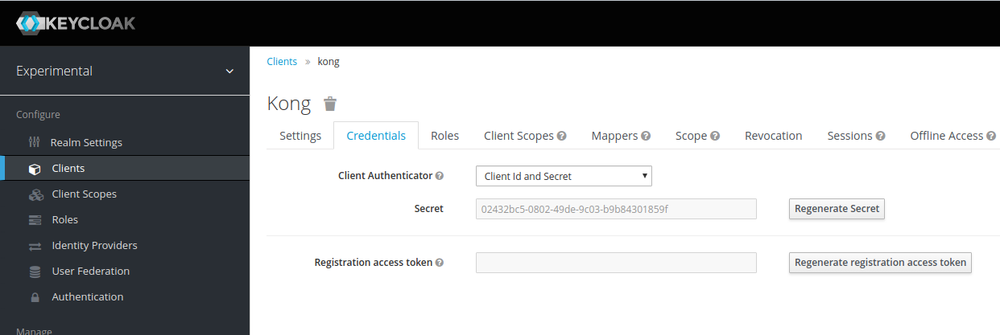 KEYCLOAK
Experimental
Configure
Realm Settings
Clients
Client Scopes
Roles
Identity Providers
User Federation
Authentication
Manage
Clients » kong
Kong
Settings Credentials Roles Client Scopes Mappers Scope Revocation Sessions Offline Access
Client Authenticator Client Id and Secret
Secret 02432bc5-0802-49de-9c03-b9b84301859f Regenerate Secret
Registration access token Regenerate registration access token